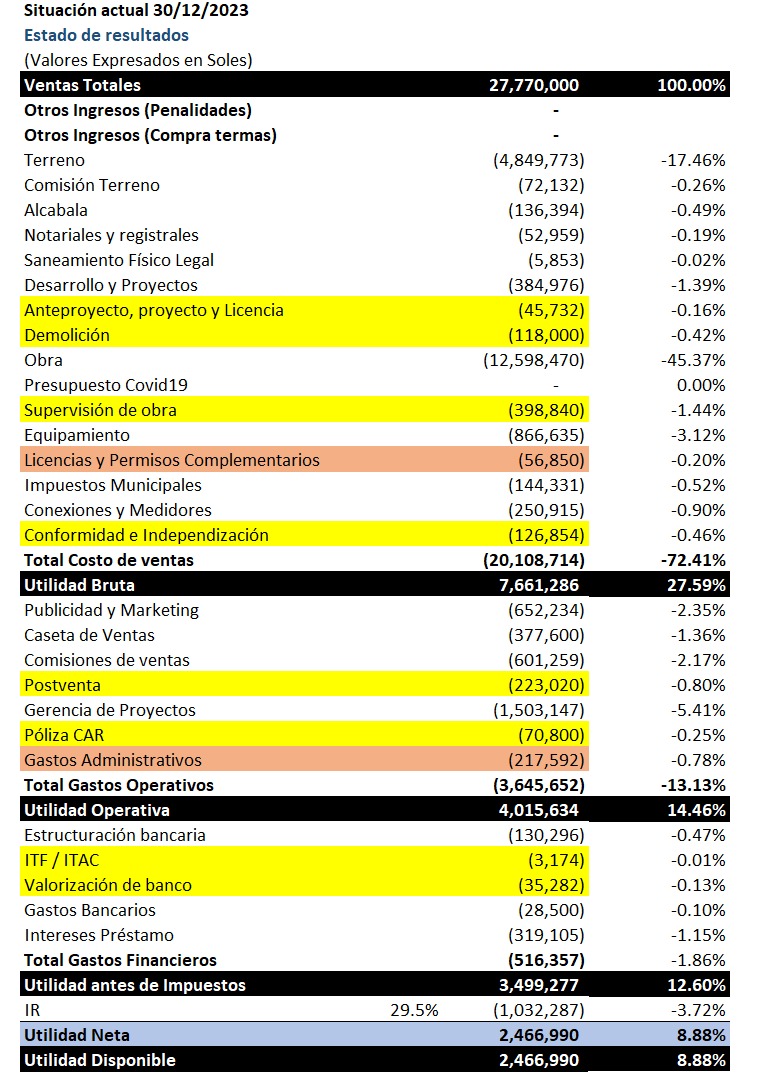 Situación actual 30/12/2023
Estado de resultados
(Valores Expresados en Soles)
Ventas Totales 27,770,000 100.00%
Otros Ingresos (Penalidades) -
Otros Ingresos (Compra termas) -
Terreno (4,849,773) -17.46%
Comisión Terreno (72,132) -0.26%
Alcabala (136,394) -0.49%
Notariales y registrales (52,959) -0.19%
Saneamiento Físico Legal (5,853) -0.02%
Desarrollo y Proyectos (384,976) -1.39%
Anteproyecto, proyecto y Licencia (45,732) -0.16%
Demolición (118,000) -0.42%
Obra (12,598,470) -45.37%
Presupuesto Covid19 - 0.00%
Supervisión de obra (398,840) -1.44%
Equipamiento (866,635) -3.12%
Licencias y Permisos Complementarios (56,850) -0.20%
Impuestos Municipales (144,331) -0.52%
Conexiones y Medidores (250,915) -0.90%
Conformidad e Independización (126,854) -0.46%
Total Costo de ventas (20,108,714) -72.41%
Utilidad Bruta 7,661,286 27.59%
Publicidad y Marketing (652,234) -2.35%
Caseta de Ventas (377,600) -1.36%
Comisiones de ventas (601,259) -2.17%
Postventa (223,020) -0.80%
Gerencia de Proyectos (1,503,147) -5.41%
Póliza CAR (70,800) -0.25%
Gastos Administrativos (217,592) -0.78%
Total Gastos Operativos (3,645,652) -13.13%
Utilidad Operativa 4,015,634 14.46%
Estructuración bancaria (130,296) -0.47%
ITF / ITAC (3,174) -0.01%
Valorización de banco (35,282) -0.13%
Gastos Bancarios (28,500) -0.10%
Intereses Préstamo (319,105) -1.15%
Total Gastos Financieros (516,357) -1.86%
Utilidad antes de Impuestos 3,499,277 12.60%
IR 29.5% (1,032,287) -3.72%
Utilidad Neta 2,466,990 8.88%
Utilidad Disponible 2,466,990 8.88%